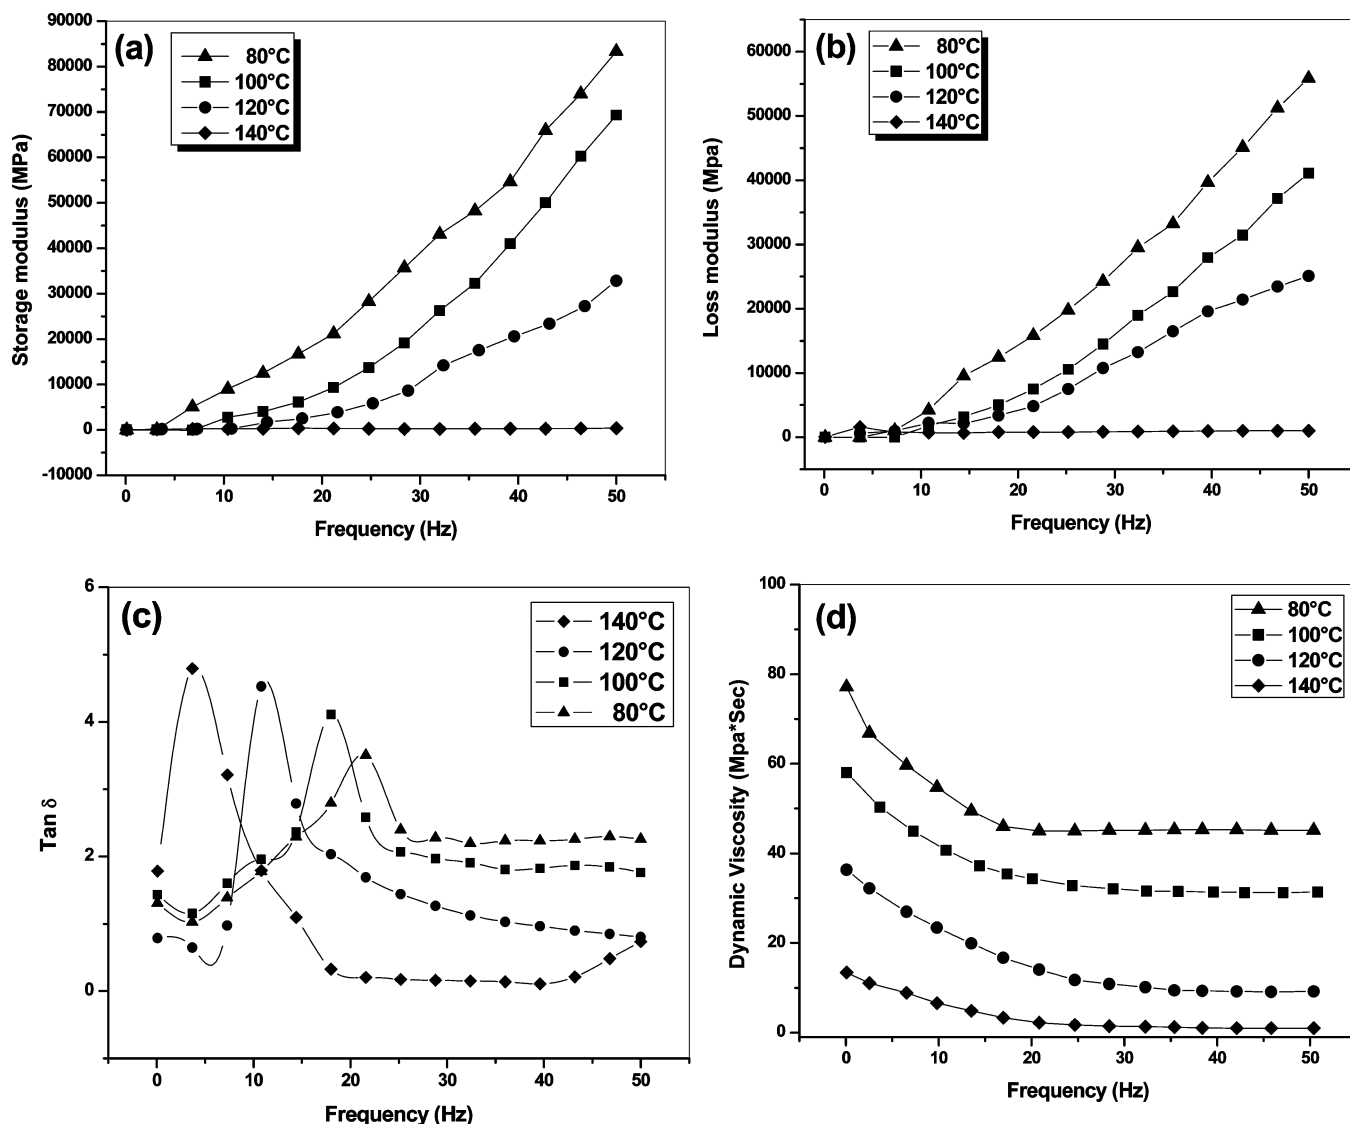 (a)
80°C
100°C
120°C
140°C
90000
80000
70000
60000
50000
40000
30000
20000
10000
0
-10000
Storage modulus (MPa)
0 10 20 30 40 50
Frequency (Hz)
(b)
80°C
100°C
120°C
140°C
60000
50000
40000
30000
20000
10000
0
Loss modulus (Mpa)
0 10 20 30 40 50
Frequency (Hz)
(c)
140°C
120°C
100°C
80°C
6
4
2
0
Tan δ
0 10 20 30 40 50
Frequency (Hz)
(d)
80°C
100°C
120°C
140°C
100
80
60
40
20
0
Dynamic Viscosity (Mpa*Sec)
0 10 20 30 40 50
Frequency (Hz)